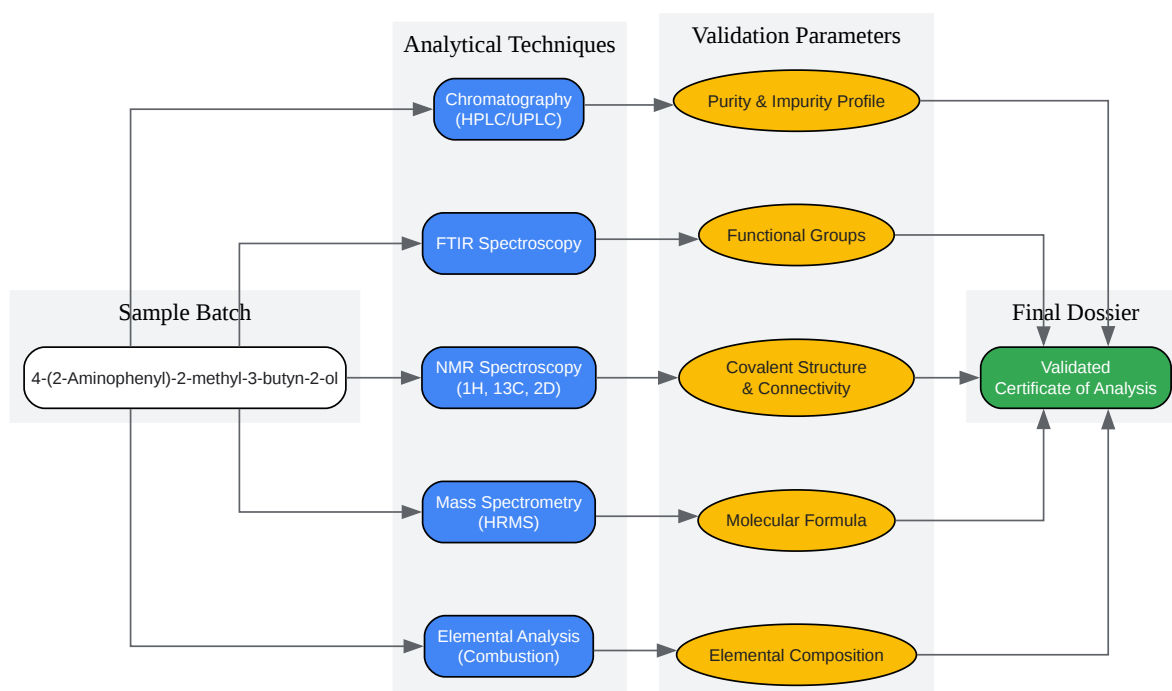 Analytical Techniques
Validation Parameters
Chromatography
(HPLC/UPLC)
Purity & Impurity Profile
FTIR Spectroscopy
Functional Groups
Sample Batch
Final Dossier
4-(2-Aminophenyl)-2-methyl-3-butyn-2-ol
NMR Spectroscopy
(1H, 13C, 2D)
Covalent Structure
& Connectivity
Validated
Certificate of Analysis
Mass Spectrometry
(HRMS)
Molecular Formula
Elemental Analysis
(Combustion)
Elemental Composition